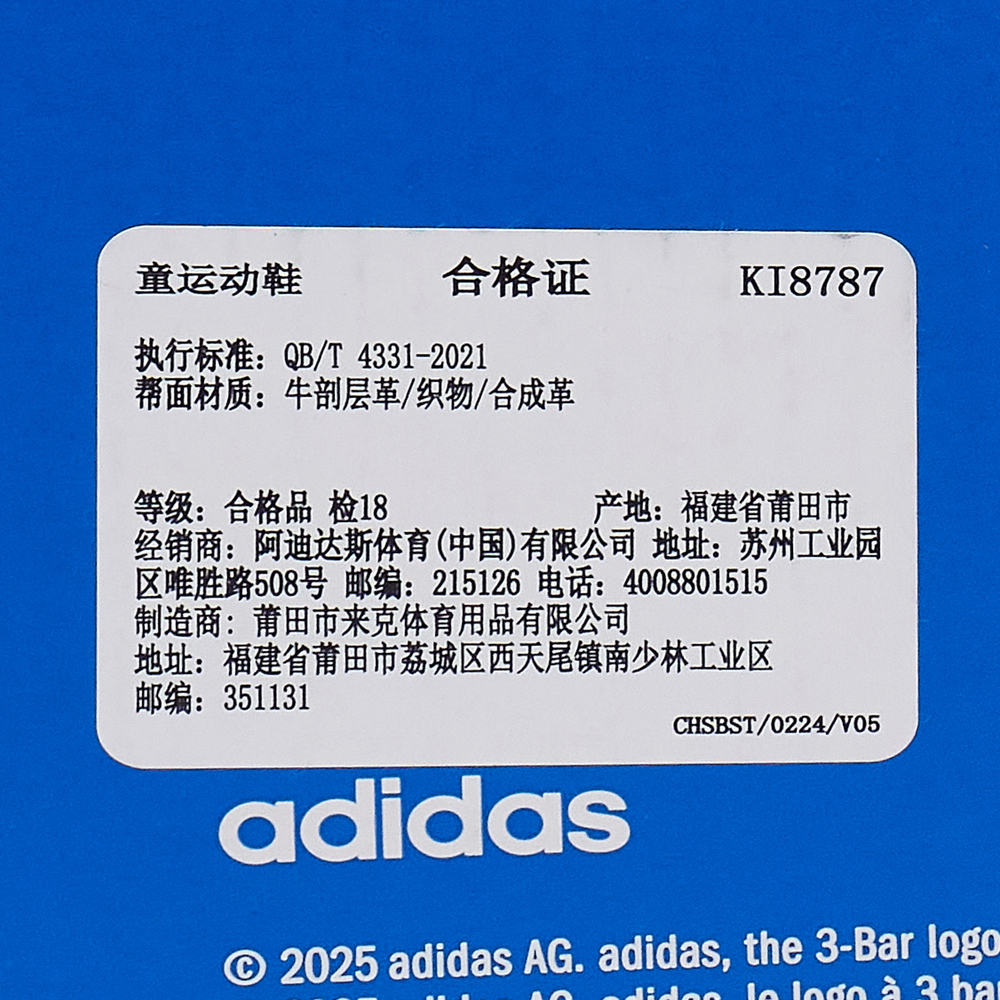 童运动鞋 合格证 KI8787
执行标准：QB/T 4331-2021
帮面材质：牛剖层革/织物/合成革
等级：合格品 检18 产地：福建省莆田市
经销商：阿迪达斯体育(中国)有限公司 地址：苏州工业园
区唯胜路508号 邮编：215126 电话：4008801515
制造商：莆田市来克体育用品有限公司
地址：福建省莆田市荔城区西天尾镇南少林工业区
邮编：351131
CHSBST/0224/V05
adidas
© 2025 adidas AG. adidas, the 3-Bar logo
adidas, le logo à 3